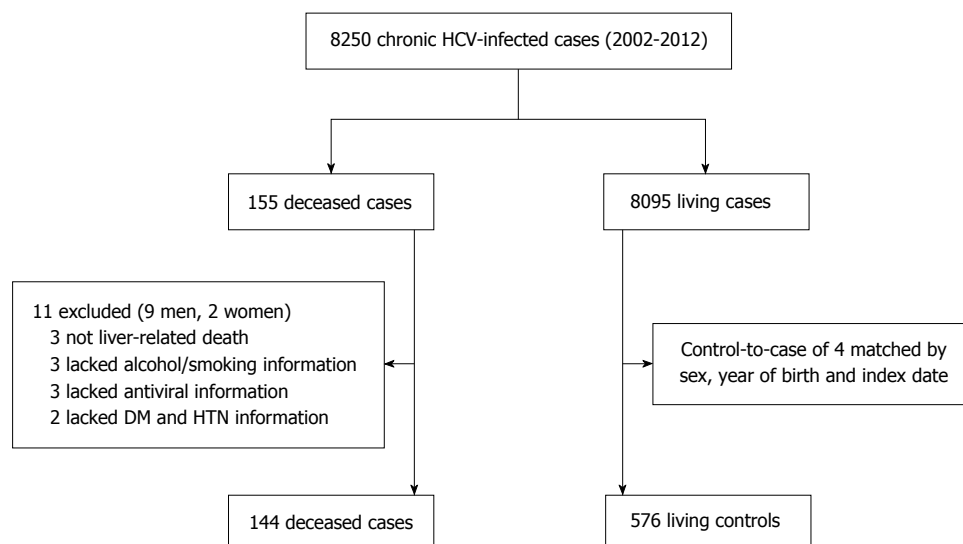 8250 chronic HCV-infected cases (2002-2012)
155 deceased cases
8095 living cases
11 excluded (9 men, 2 women)
3 not liver-related death
3 lacked alcohol/smoking information
3 lacked antiviral information
2 lacked DM and HTN information
Control-to-case of 4 matched by
sex, year of birth and index date
144 deceased cases
576 living controls